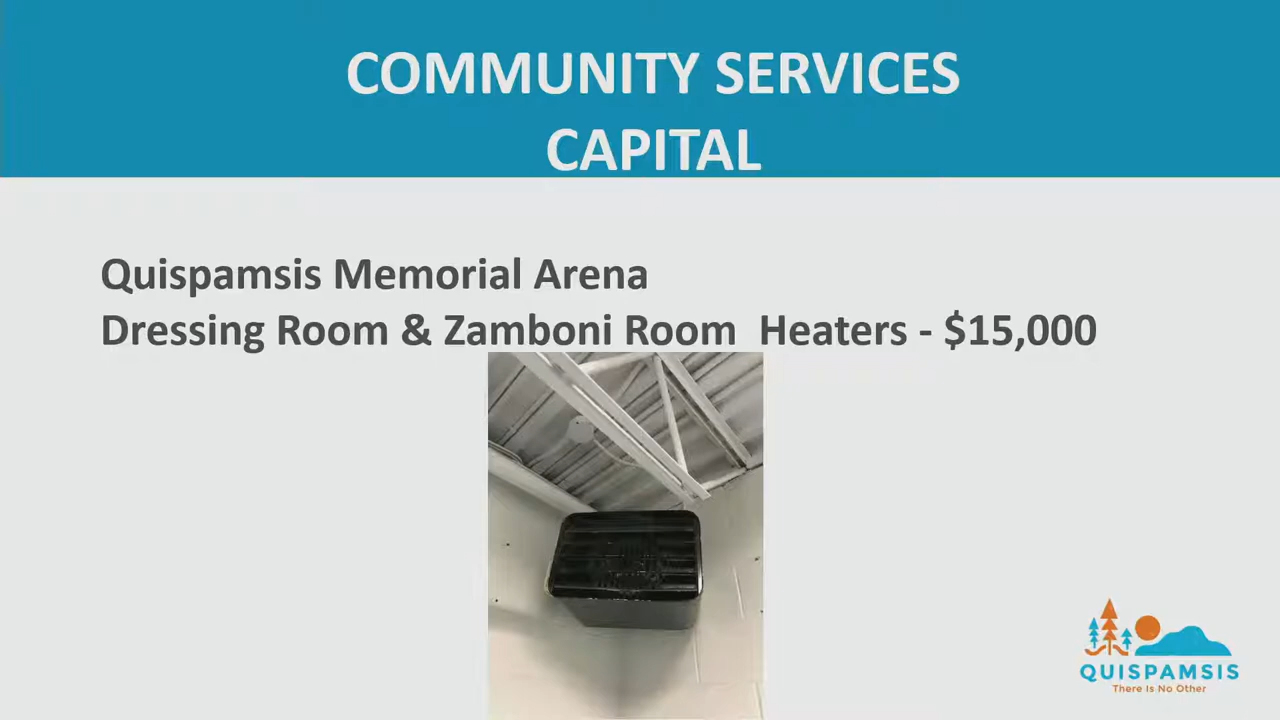 COMMUNITY SERVICES
CAPITAL
Quispamsis Memorial Arena
Dressing Room & Zamboni Room  Heaters - $15,000
QUISPAMSIS
There Is No Other